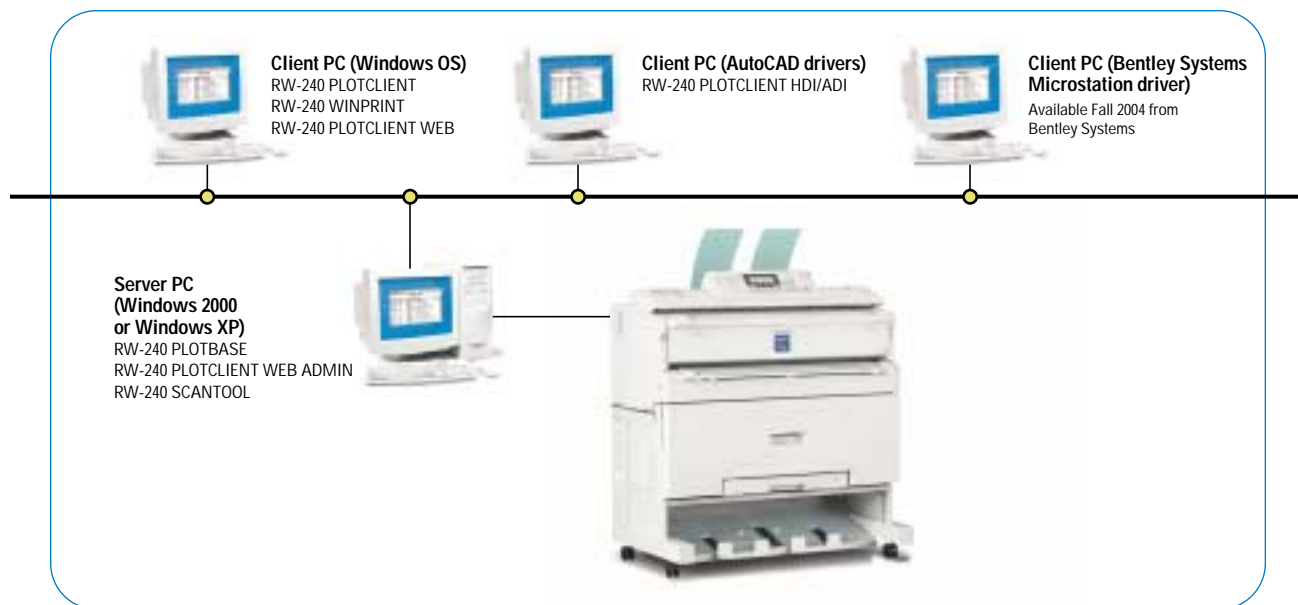 Client PC (Windows OS)
RW-240 PLOTCLIENT
RW-240 WINPRINT
RW-240 PLOTCLIENT WEB
Client PC (AutoCAD drivers)
RW-240 PLOTCLIENT HDI/ADI
Client PC (Bentley Systems
Microstation driver)
Available Fall 2004 from
Bentley Systems
Server PC
(Windows 2000
or Windows XP)
RW-240 PLOTBASE
RW-240 PLOTCLIENT WEB ADMIN
RW-240 SCANTOOL